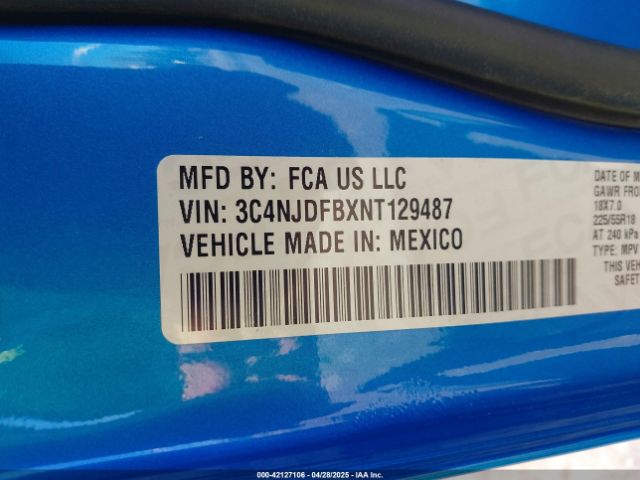 MFD BY: FCA US LLC
VIN: 3C4NJDFBXNT129487
VEHICLE MADE IN: MEXICO
DATE OF M
GAWR FRO
18X7.0
225/55R18
AT 240 kPa
TYPE: MPV
THIS VEH
SAFET
000-42127106 - 04/28/2025 - IAA Inc.